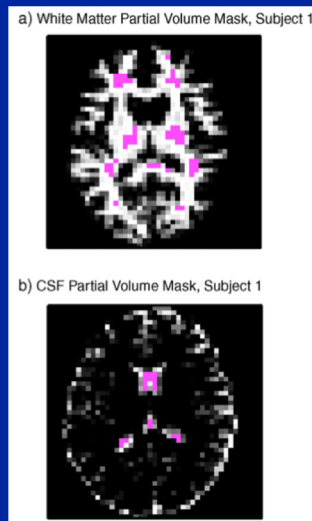 a) White Matter Partial Volume Mask, Subject 1
b) CSF Partial Volume Mask, Subject 1